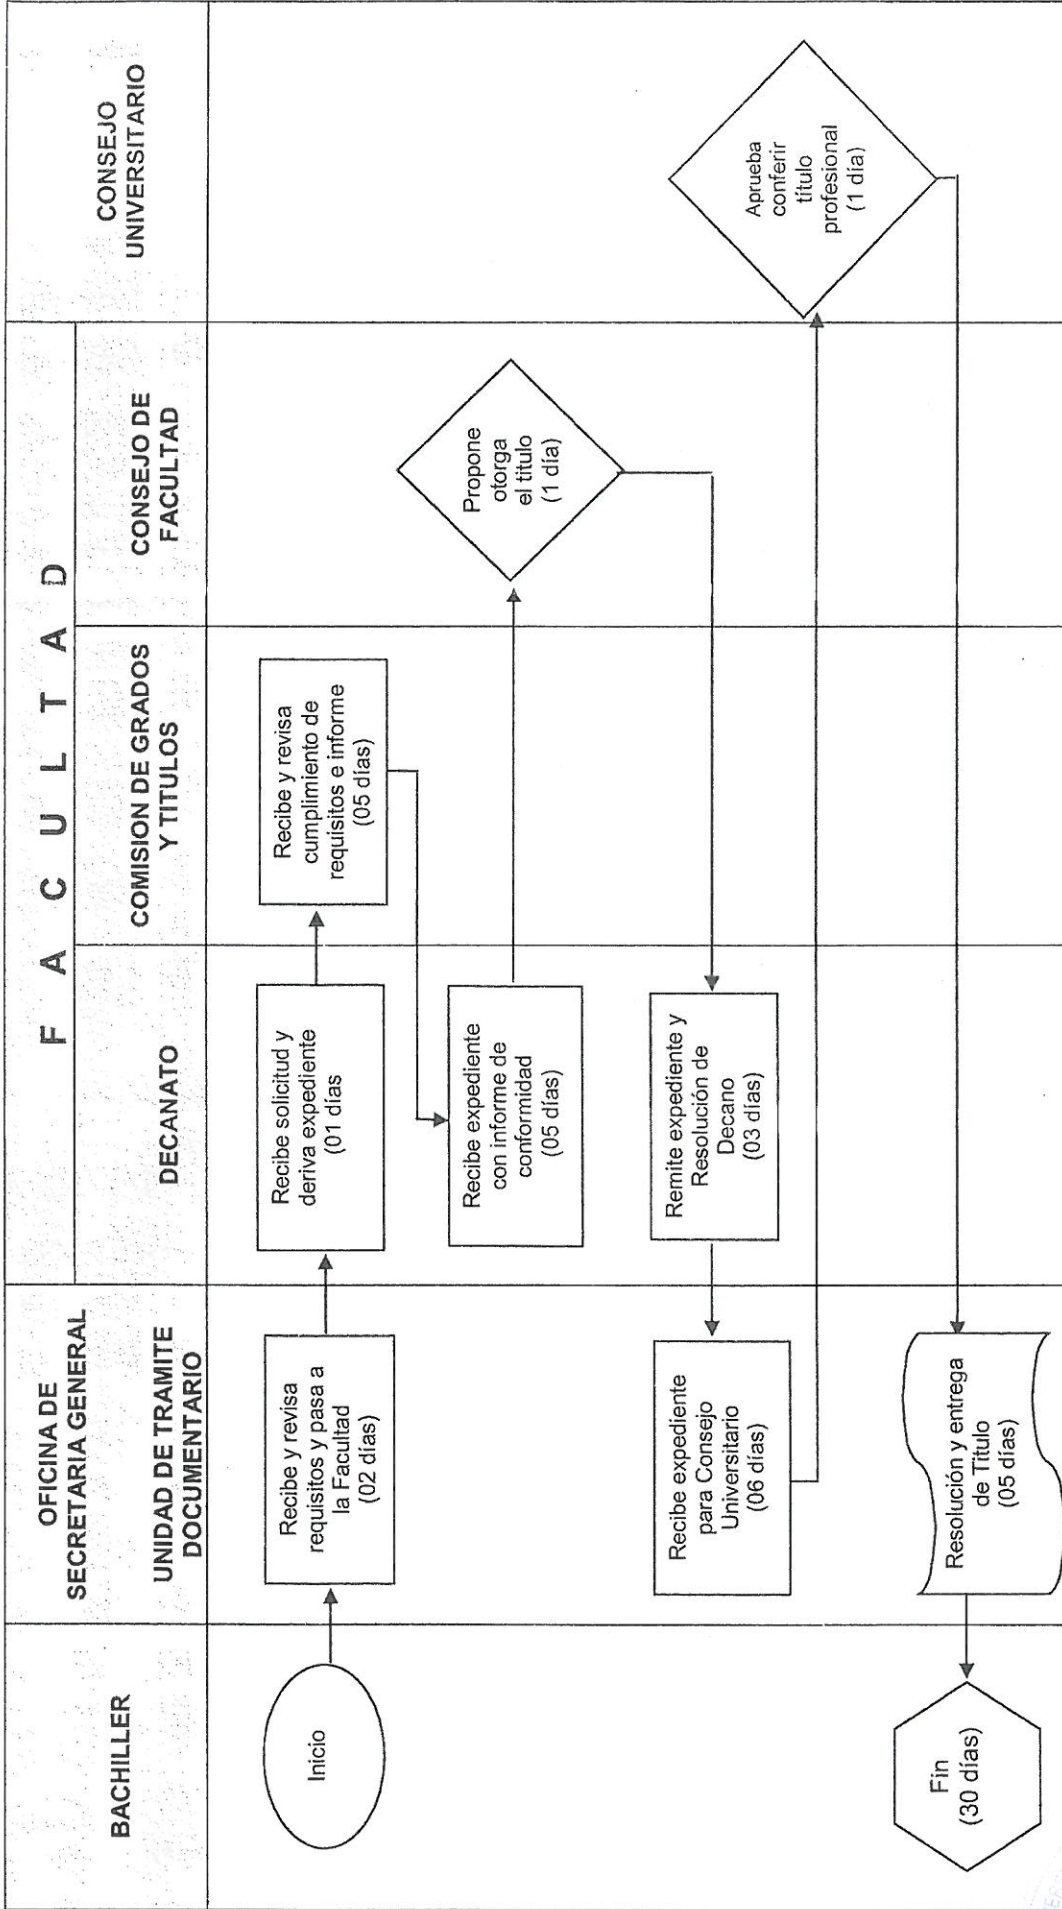 F A C U L T A D
BACHILLER
OFICINA DE
SECRETARIA GENERAL
UNIDAD DE TRAMITE
DOCUMENTARIO
DECANATO
COMISION DE GRADOS
Y TITULOS
CONSEJO DE
FACULTAD
CONSEJO
UNIVERSITARIO
Inicio
Recibe y revisa
requisitos y pasa a
la Facultad
(02 días)
Recibe solicitud y
deriva expediente
(01 días
Recibe y revisa
cumplimiento de
requisitos e informe
(05 días)
Recibe expediente
con informe de
conformidad
(05 días)
Propone
otorga
el titulo
(1 día)
Remite expediente y
Resolución de
Decano
(03 días)
Recibe expediente
para Consejo
Universitario
(06 días)
Aprueba
conferir
título
profesional
(1 día)
Resolución y entrega
de Titulo
(05 días)
Fin
(30 días)